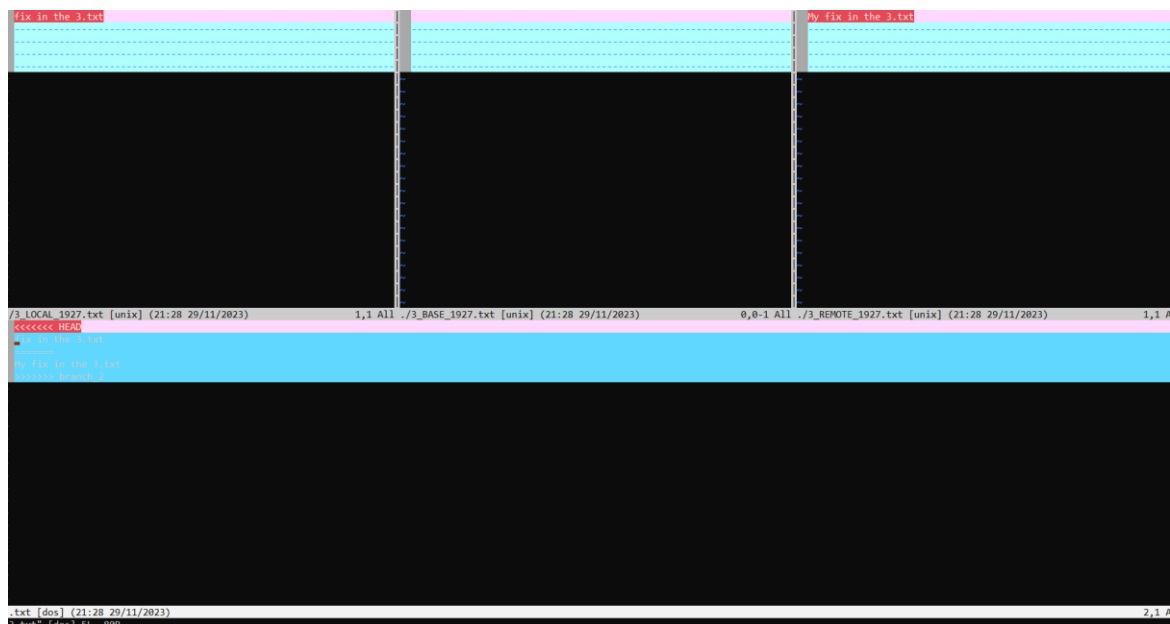 fix in the 3.txt
My fix in the 3.txt
/3_LOCAL_1927.txt [unix] (21:28 29/11/2023) 1,1 All ./3_BASE_1927.txt [unix] (21:28 29/11/2023) 0,0-1 All ./3_REMOTE_1927.txt [unix] (21:28 29/11/2023) 1,1 A
<<<<<<< HEAD
fix in the 3.txt
=======
My fix in the 3.txt
>>>>>>> branch_2
.txt [dos] (21:28 29/11/2023) 2,1 A